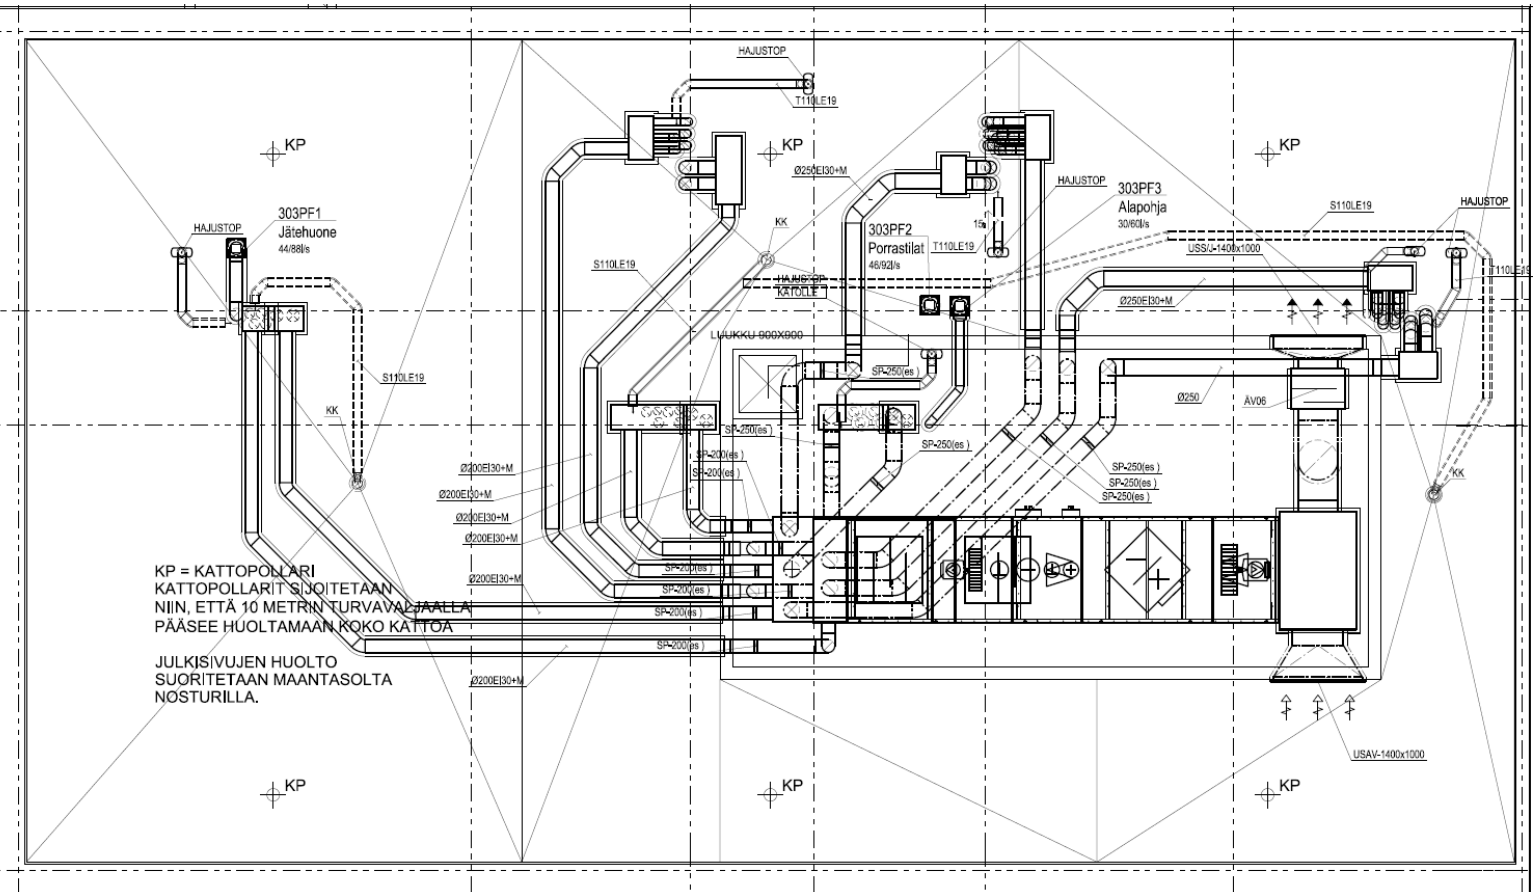 HAJUSTOP
T110LE19
KP
KP
KP
Ø250EI30+M
HAJUSTOP
303PF3
Alapohja
30/60l/s
S110LE19
HAJUSTOP
303PF1
Jätehuone
44/88l/s
HAJUSTOP
KK
15
303PF2
Porrastilat
46/92l/s
T110LE19
USS/J-1400x1000
S110LE19
HAJUSTOP
KATOLLE
T110LE19
Ø250EI30+M
LUUKKU 900X900
S110LE19
SP-250(es)
Ø250
ÄV06
KK
SP-250(es)
SP-250(es)
SP-200(es)
SP-200(es)
SP-250(es)
SP-250(es)
SP-250(es)
KK
Ø200EI30+M
Ø200EI30+M
Ø200EI30+M
Ø200EI30+M
Ø200EI30+M
SP-200(es)
SP-200(es)
SP-200(es)
SP-200(es)
Ø200EI30+M
KP = KATTOPOLLARI
KATTOPOLLARIT SIJOITETAAN
NIIN, ETTÄ 10 METRIN TURVAVALJAALLA
PÄÄSEE HUOLTAMAAN KOKO KATTOA
JULKISIVUJEN HUOLTO
SUORITETAAN MAANTASOLTA
NOSTURILLA.
USAV-1400x1000
KP
KP
KP